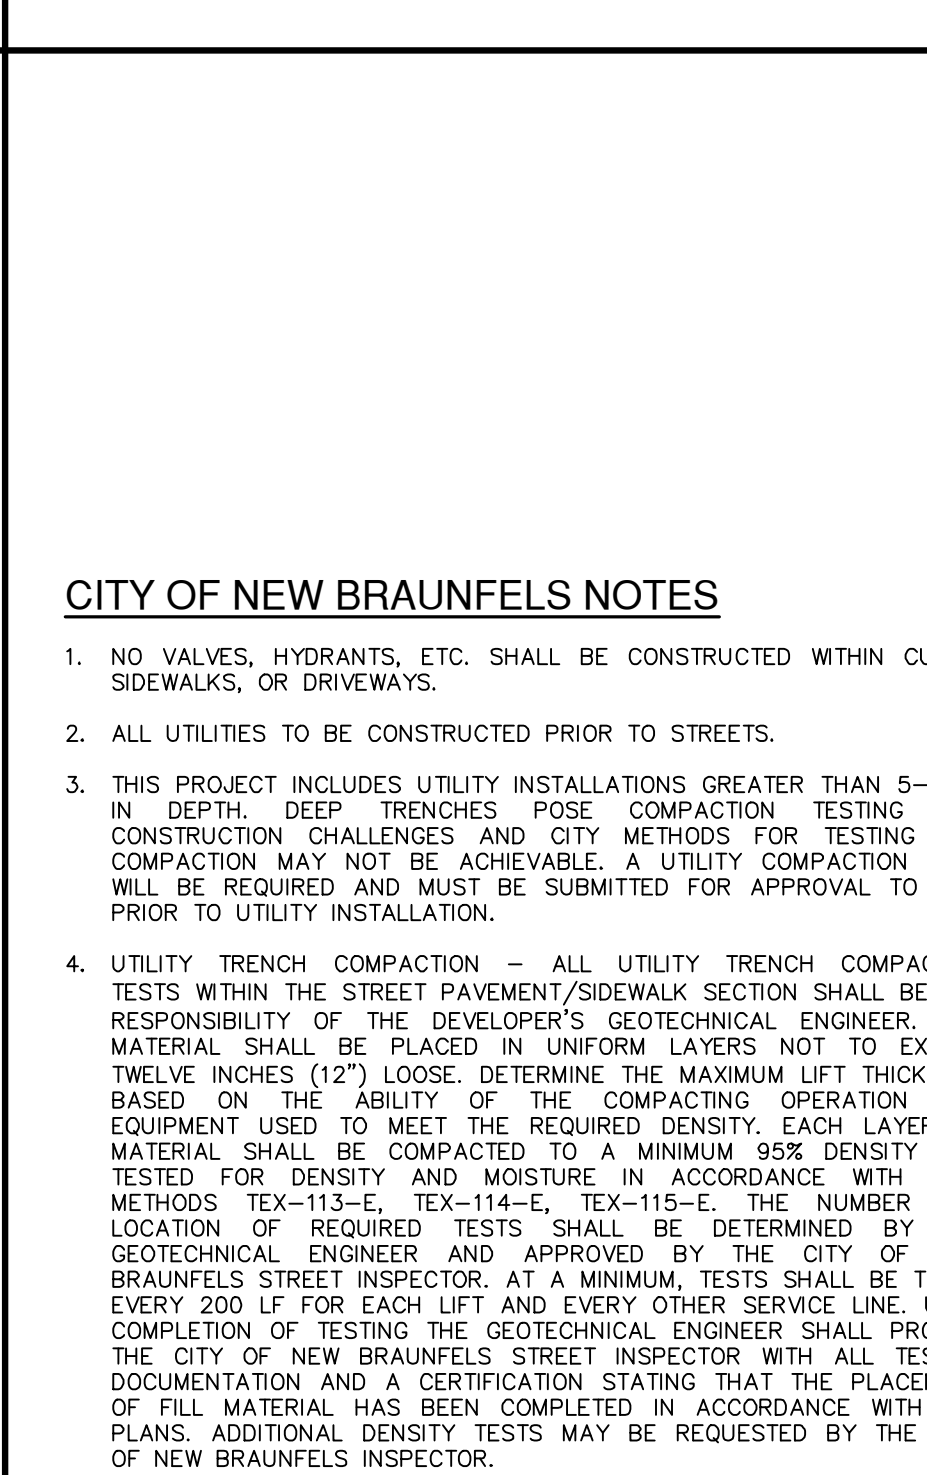 CITY OF NEW BRAUNFELS NOTES
1. NO VALVES, HYDRANTS, ETC. SHALL BE CONSTRUCTED WITHIN
SIDEWALKS, OR DRIVEWAYS.
2. ALL UTILITIES TO BE CONSTRUCTED PRIOR TO STREETS.
3. THIS PROJECT INCLUDES UTILITY INSTALLATIONS GREATER THAN 5–
IN DEPTH. DEEP TRENCHES POSE COMPACTION TESTING
CONSTRUCTION CHALLENGES AND CITY METHODS FOR TESTING
COMPACTION MAY NOT BE ACHIEVABLE. A UTILITY COMPACTION
WILL BE REQUIRED AND MUST BE SUBMITTED FOR APPROVAL TO
PRIOR TO UTILITY INSTALLATION.
4. UTILITY TRENCH COMPACTION – ALL UTILITY TRENCH
TESTS WITHIN THE STREET PAVEMENT/SIDEWALK SECTION SHALL BE
RESPONSIBILITY OF THE DEVELOPER'S GEOTECHNICAL ENGINEER.
MATERIAL SHALL BE PLACED IN UNIFORM LAYERS NOT TO
TWELVE INCHES (12") LOOSE. DETERMINE THE MAXIMUM LIFT
BASED ON THE ABILITY OF THE COMPACTING OPERATION
EQUIPMENT USED TO MEET THE REQUIRED DENSITY. EACH LAYER
MATERIAL SHALL BE COMPACTED TO A MINIMUM 95% DENSITY
TESTED FOR DENSITY AND MOISTURE IN ACCORDANCE WITH
METHODS TEX–113–E, TEX–114–E, TEX–115–E. THE NUMBER
LOCATION OF REQUIRED TESTS SHALL BE DETERMINED BY
GEOTECHNICAL ENGINEER AND APPROVED BY THE CITY OF
BRAUNFELS STREET INSPECTOR. AT A MINIMUM, TESTS SHALL BE
EVERY 200 LF FOR EACH LIFT AND EVERY OTHER SERVICE LINE.
COMPLETION OF TESTING THE GEOTECHNICAL ENGINEER SHALL
THE CITY OF NEW BRAUNFELS STREET INSPECTOR WITH ALL
DOCUMENTATION AND A CERTIFICATION STATING THAT THE
OF FILL MATERIAL HAS BEEN COMPLETED IN ACCORDANCE WITH
PLANS. ADDITIONAL DENSITY TESTS MAY BE REQUESTED BY THE
OF NEW BRAUNFELS INSPECTOR.